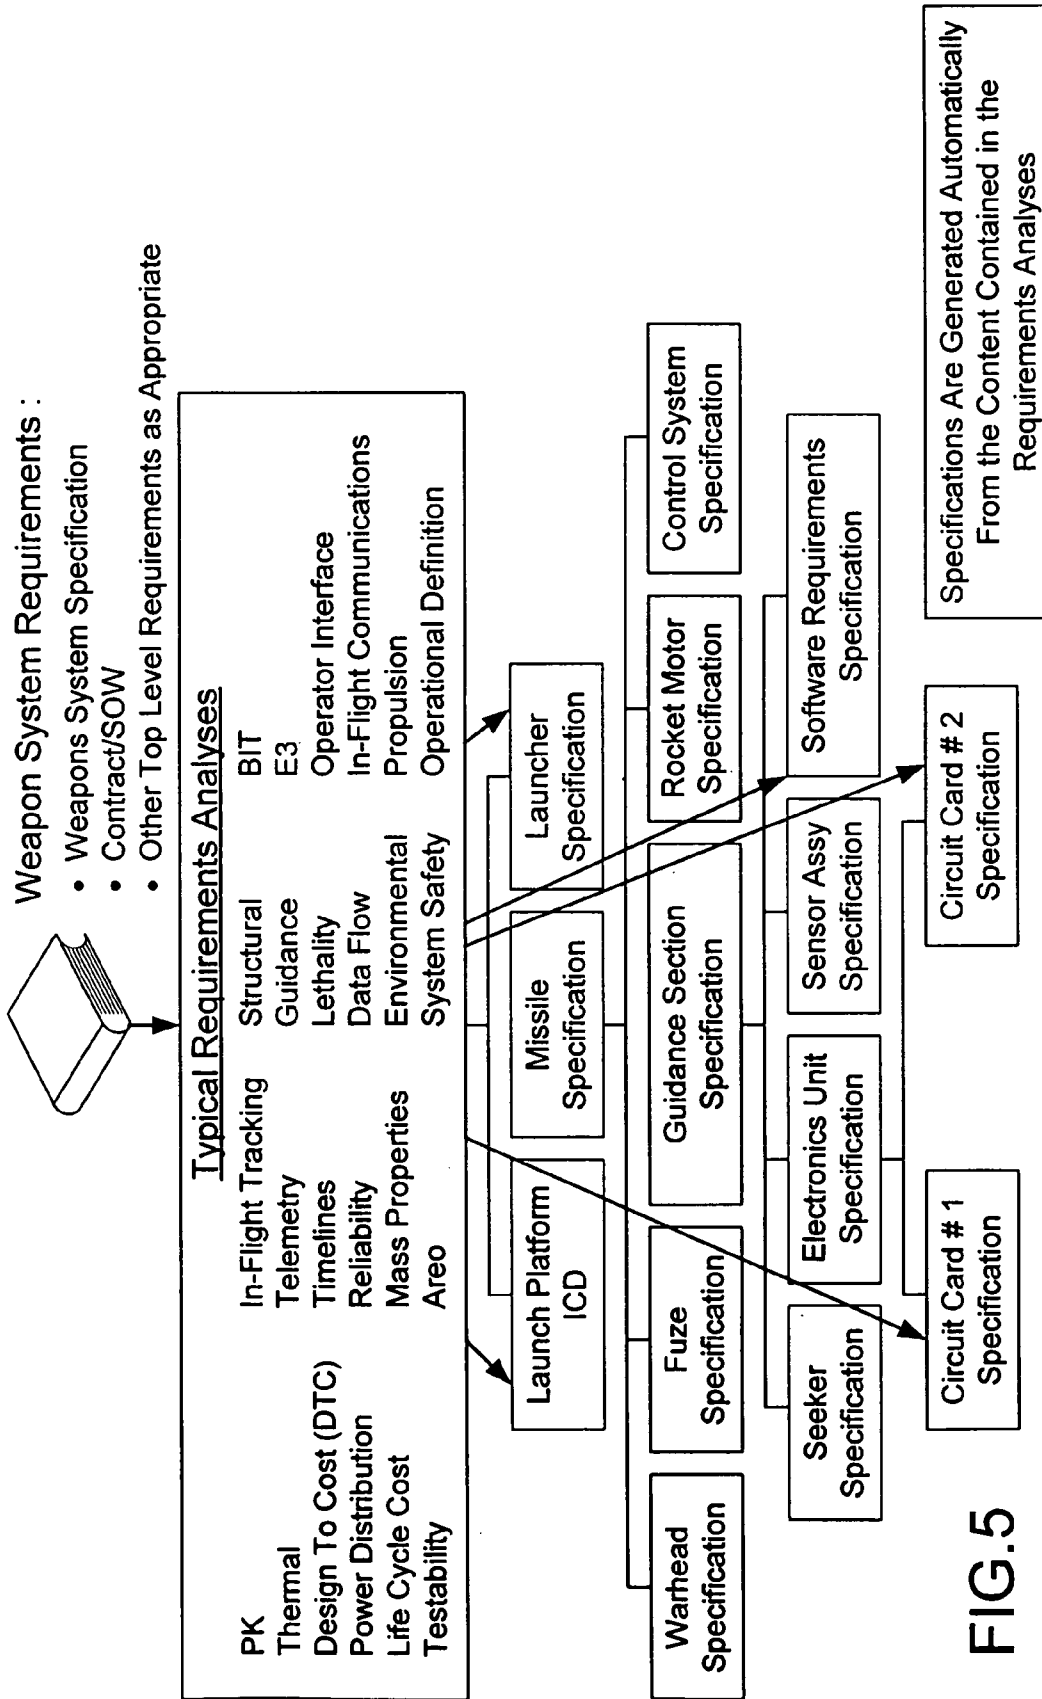 Weapon System Requirements :
• Weapons System Specification
• Contract/SOW
• Other Top Level Requirements as Appropriate
Typical Requirements Analyses
PK
Thermal
Design To Cost (DTC)
Power Distribution
Life Cycle Cost
Testability
In-Flight Tracking
Telemetry
Timelines
Reliability
Mass Properties
Areo
Structural
Guidance
Lethality
Data Flow
Environmental
System Safety
BIT
E3
Operator Interface
In-Flight Communications
Propulsion
Operational Definition
Launch Platform
ICD
Missile
Specification
Launcher
Specification
Warhead
Specification
Fuze
Specification
Guidance Section
Specification
Rocket Motor
Specification
Control System
Specification
Seeker
Specification
Electronics Unit
Specification
Sensor Assy
Specification
Software Requirements
Specification
Circuit Card # 1
Specification
Circuit Card # 2
Specification
Specifications Are Generated Automatically
From the Content Contained in the
Requirements Analyses
FIG.5